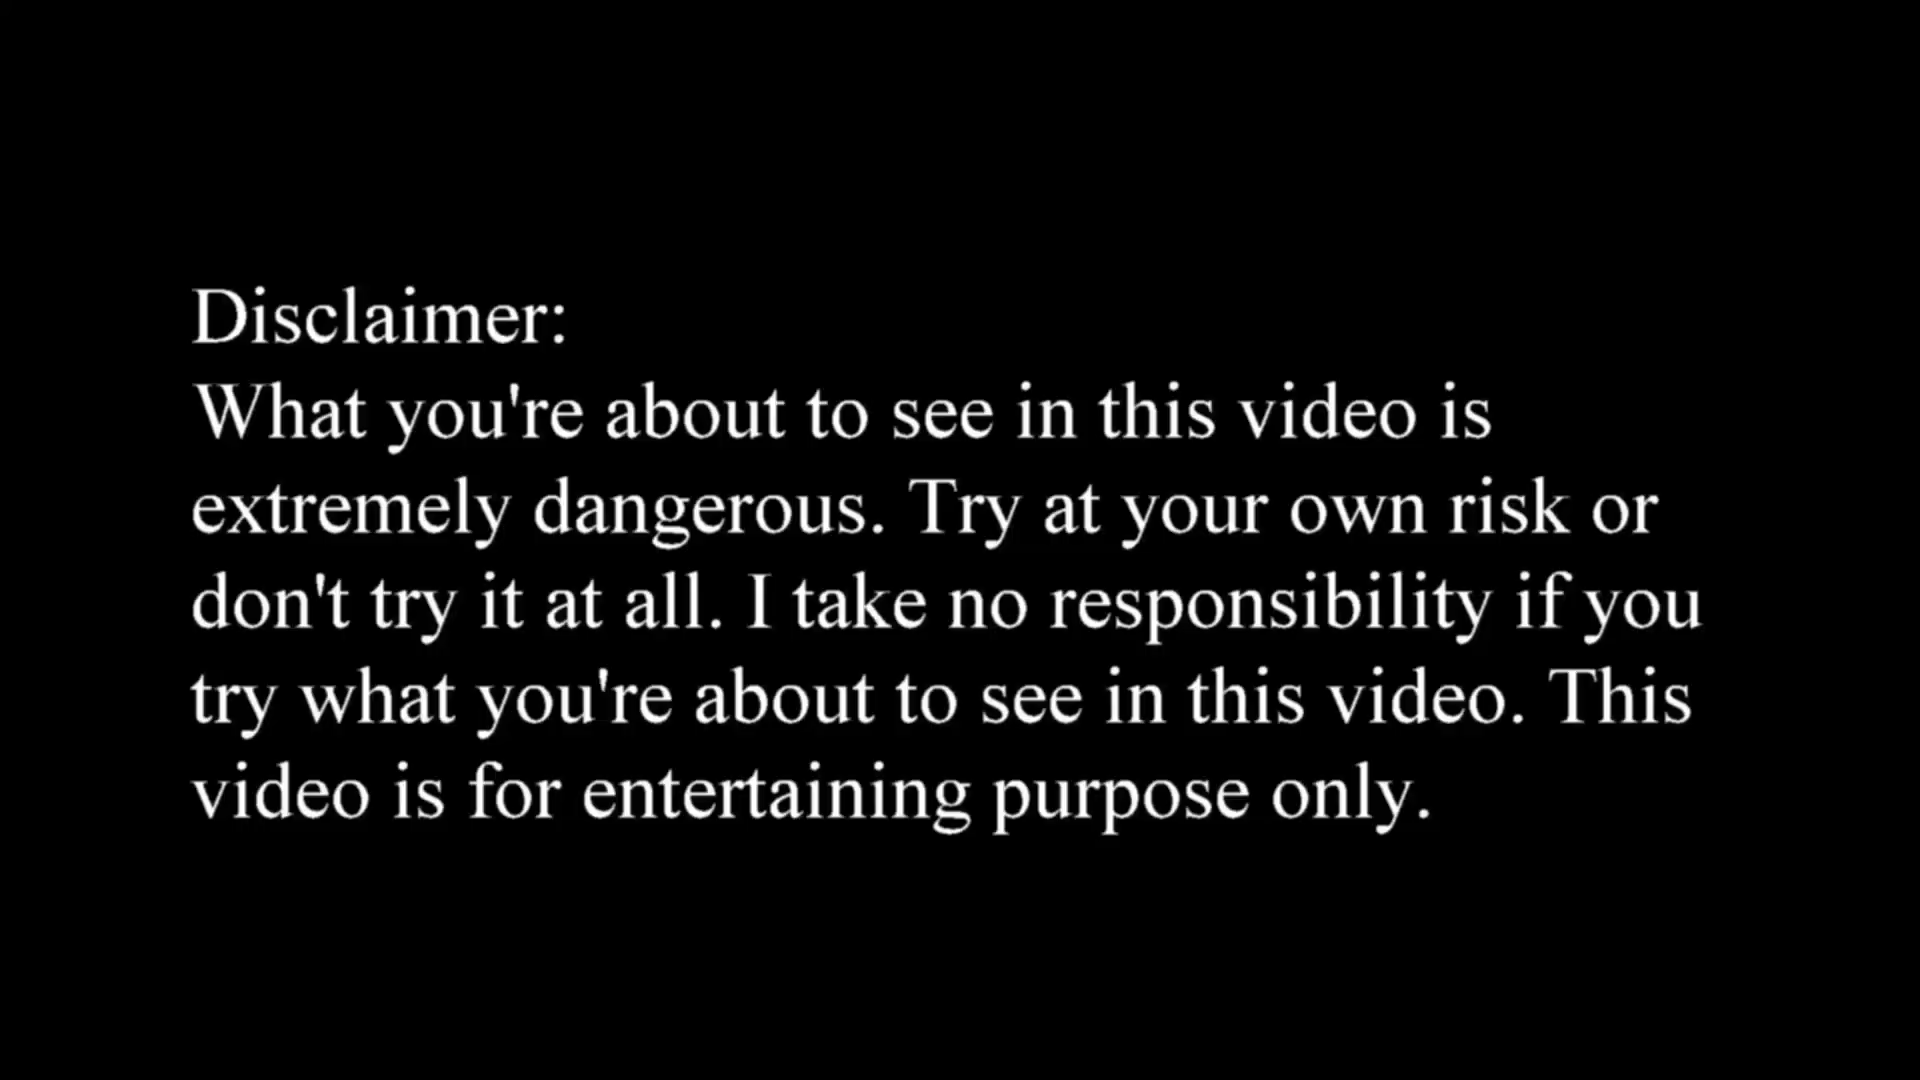 Disclaimer:
What you're about to see in this video is
extremely dangerous. Try at your own risk or
don't try it at all. I take no responsibility if you
try what you're about to see in this video. This
video is for entertaining purpose only.